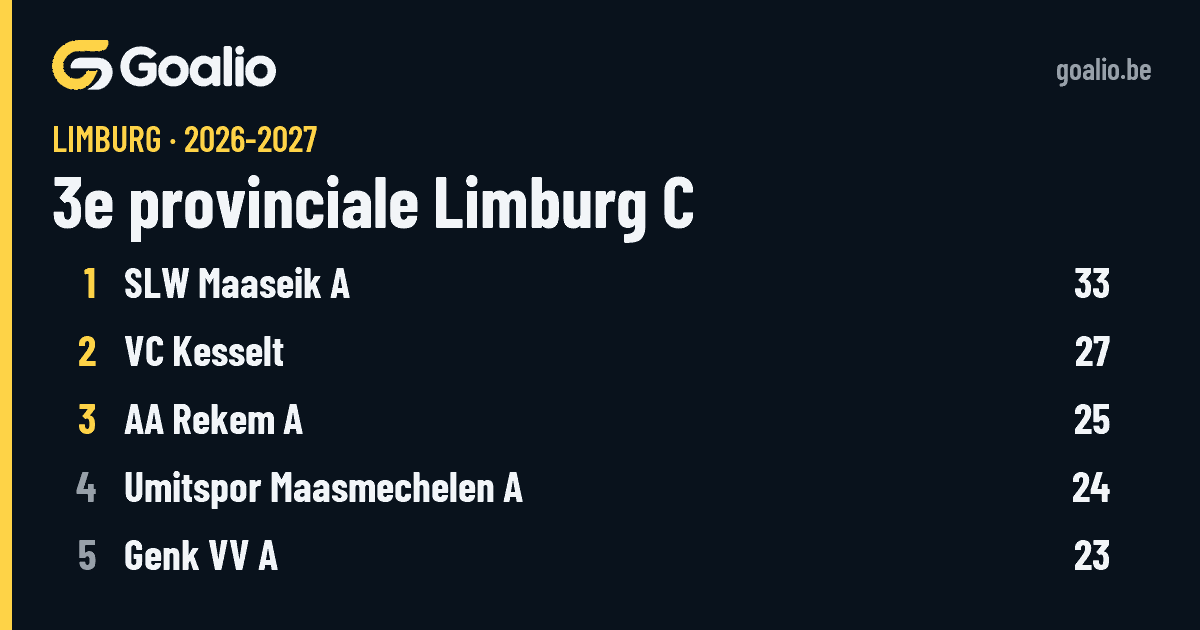 Goalio
goalio.be
LIMBURG · 2026-2027
3e provinciale Limburg C
1 SLW Maaseik A 33
2 VC Kesselt 27
3 AA Rekem A 25
4 Umitspor Maasmechelen A 24
5 Genk VV A 23